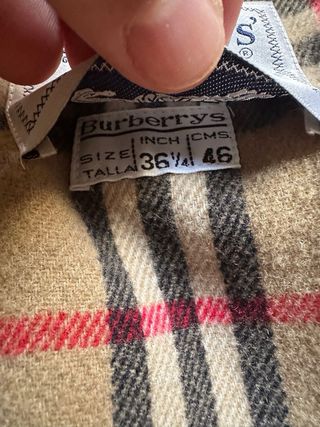 S®
Burberrys
INCH CMS.
SIZE
TALLA 36¼ 46